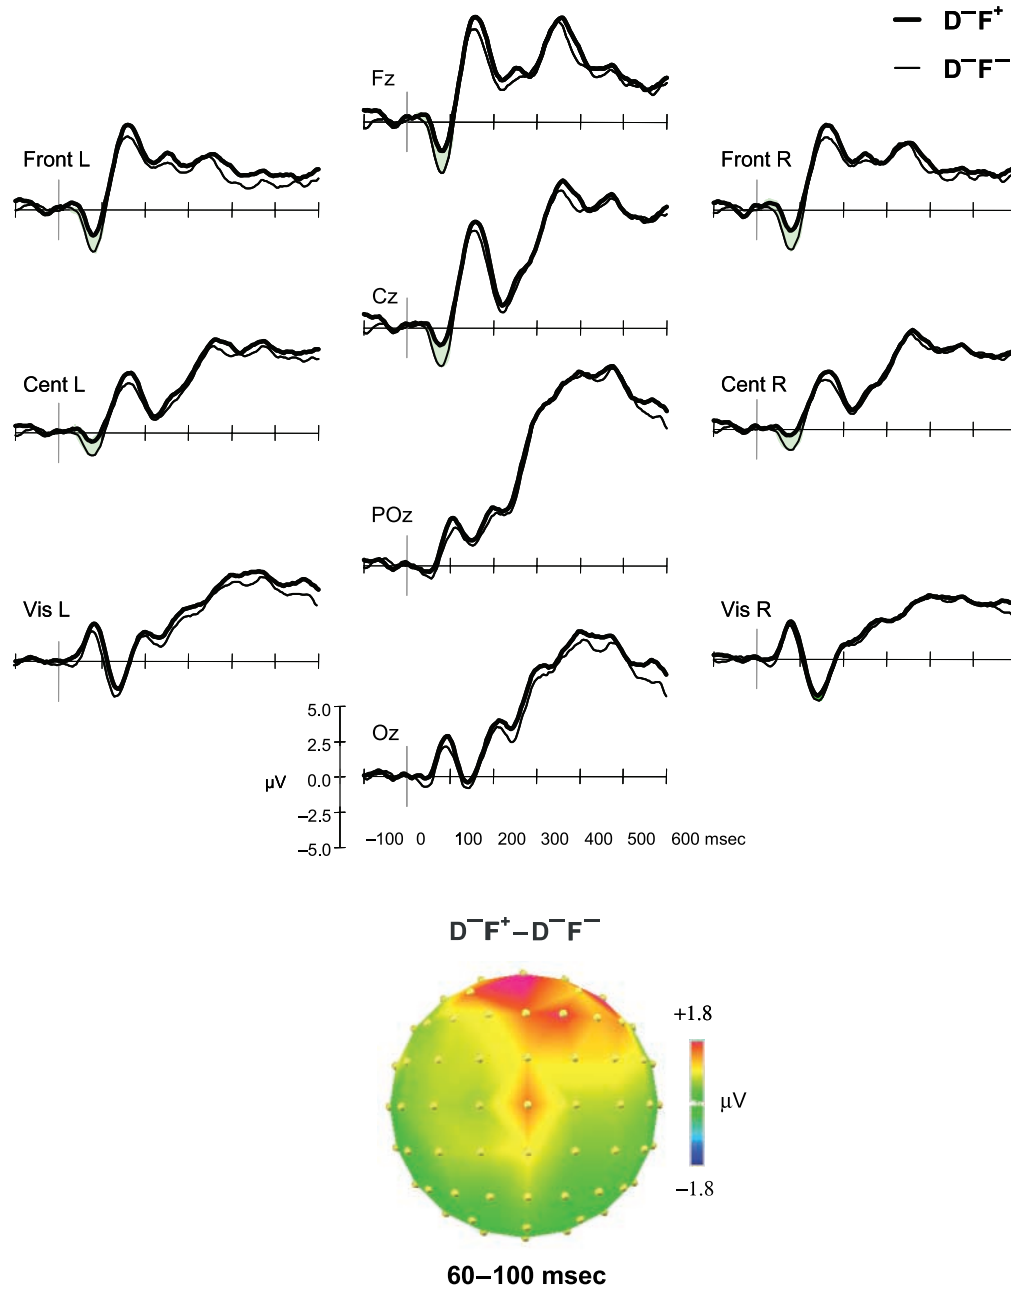 D⁻F⁺
D⁻F⁻
Fz
Front L
Front R
Cz
Cent L
Cent R
POz
Vis L
Vis R
Oz
5.0
2.5
0.0
µV
−2.5
−5.0
−100 0 100 200 300 400 500 600 msec
D⁻F⁺−D⁻F⁻
+1.8
µV
−1.8
60−100 msec